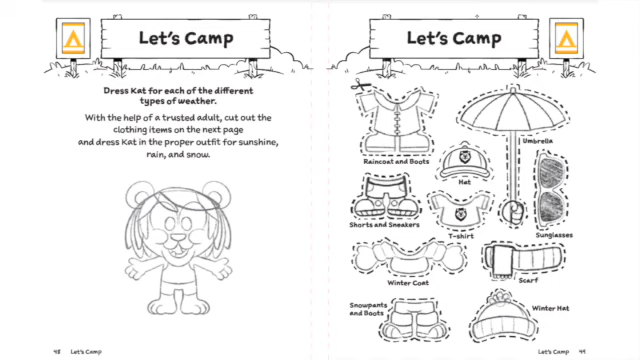 Let's Camp
Dress Kat for each of the different
types of weather.
With the help of a trusted adult, cut out the
clothing items on the next page
and dress Kat in the proper outfit for sunshine,
rain, and snow.
48 Let's Camp
Let's Camp
Raincoat and Boots
Umbrella
Hat
Shorts and Sneakers
T-shirt
Sunglasses
Winter Coat
Scarf
Snowpants
and Boots
Winter Hat
Let's Camp 49